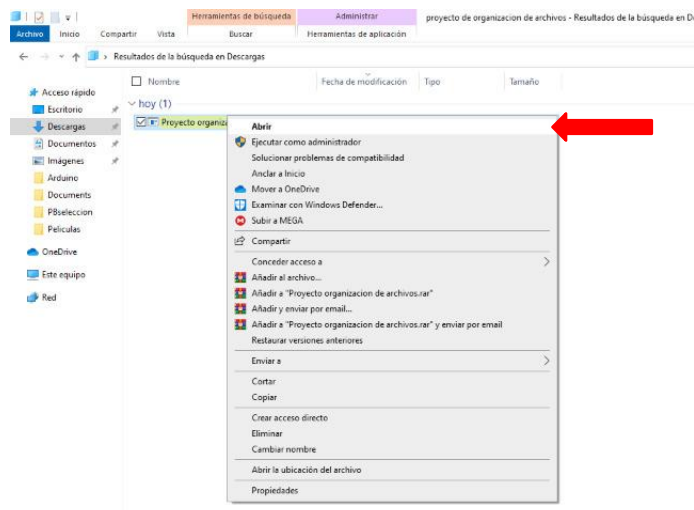 Herramientas de búsqueda
Administrar
proyecto de organizacion de archivos - Resultados de la búsqueda en D
Archivo
Inicio
Compartir
Vista
Buscar
Herramientas de aplicación
Resultados de la búsqueda en Descargas
Nombre
Fecha de modificación
Tipo
Tamaño
Acceso rápido
Escritorio
Descargas
Documentos
Imágenes
Arduino
Documents
PBseleccion
Peliculas
OneDrive
Este equipo
Red
hoy (1)
Proyecto organiz
Abrir
Ejecutar como administrador
Solucionar problemas de compatibilidad
Anclar a Inicio
Mover a OneDrive
Examinar con Windows Defender...
Subir a MEGA
Compartir
Conceder acceso a
Añadir al archivo...
Añadir a "Proyecto organizacion de archivos.rar"
Añadir y enviar por email...
Añadir a "Proyecto organizacion de archivos.rar" y enviar por email
Restaurar versiones anteriores
Enviar a
Cortar
Copiar
Crear acceso directo
Eliminar
Cambiar nombre
Abrir la ubicación del archivo
Propiedades